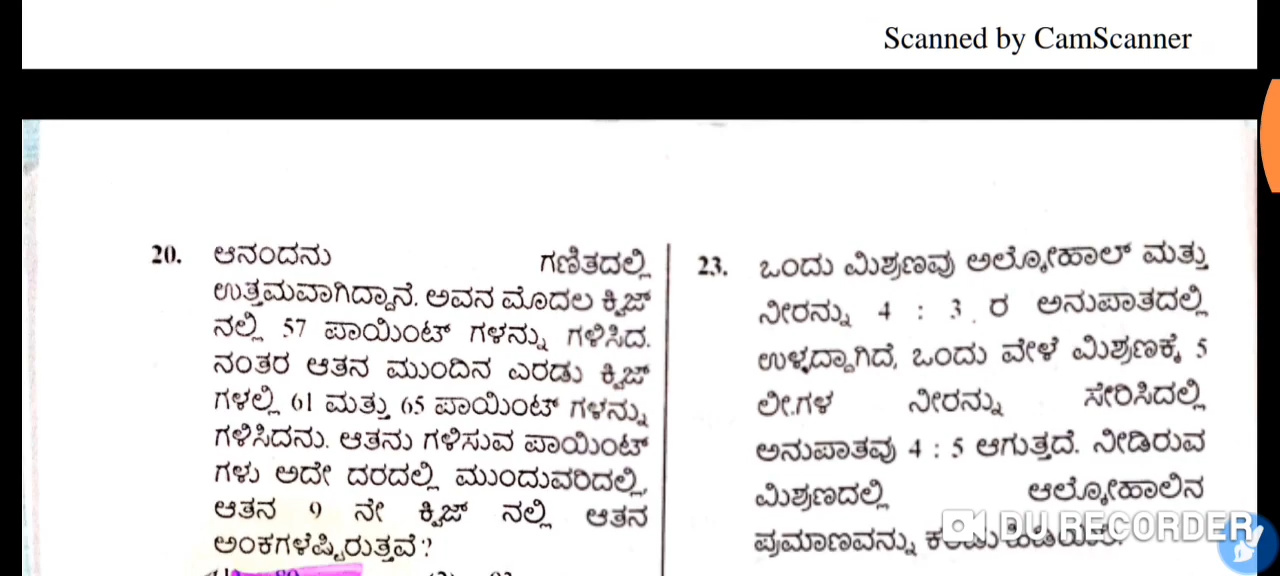 Scanned by CamScanner
20. ಆನಂದನು ಗಣಿತದಲ್ಲಿ
ಉತ್ತಮವಾಗಿದ್ದಾನೆ. ಅವನ ಮೊದಲ ಕ್ವಿಜ್
ನಲ್ಲಿ 57 ಪಾಯಿಂಟ್ ಗಳನ್ನು ಗಳಿಸಿದ.
ನಂತರ ಆತನ ಮುಂದಿನ ಎರಡು ಕ್ವಿಜ್
ಗಳಲ್ಲಿ 61 ಮತ್ತು 65 ಪಾಯಿಂಟ್ ಗಳನ್ನು
ಗಳಿಸಿದನು. ಆತನು ಗಳಿಸುವ ಪಾಯಿಂಟ್
ಗಳು ಅದೇ ದರದಲ್ಲಿ ಮುಂದುವರಿದಲ್ಲಿ,
ಆತನ 9 ನೇ ಕ್ವಿಜ್ ನಲ್ಲಿ ಆತನ
ಅಂಕಗಳೆಷ್ಟಿರುತ್ತವೆ?
23. ಒಂದು ಮಿಶ್ರಣವು ಅಲ್ಕೋಹಾಲ್ ಮತ್ತು
ನೀರನ್ನು 4 : 3 ರ ಅನುಪಾತದಲ್ಲಿ
ಉಳ್ಳದ್ದಾಗಿದೆ, ಒಂದು ವೇಳೆ ಮಿಶ್ರಣಕ್ಕೆ 5
ಲೀ.ಗಳ ನೀರನ್ನು ಸೇರಿಸಿದಲ್ಲಿ
ಅನುಪಾತವು 4 : 5 ಆಗುತ್ತದೆ. ನೀಡಿರುವ
ಮಿಶ್ರಣದಲ್ಲಿ ಆಲ್ಕೋಹಾಲಿನ
ಪ್ರಮಾಣವನ್ನು
DU RECORDER